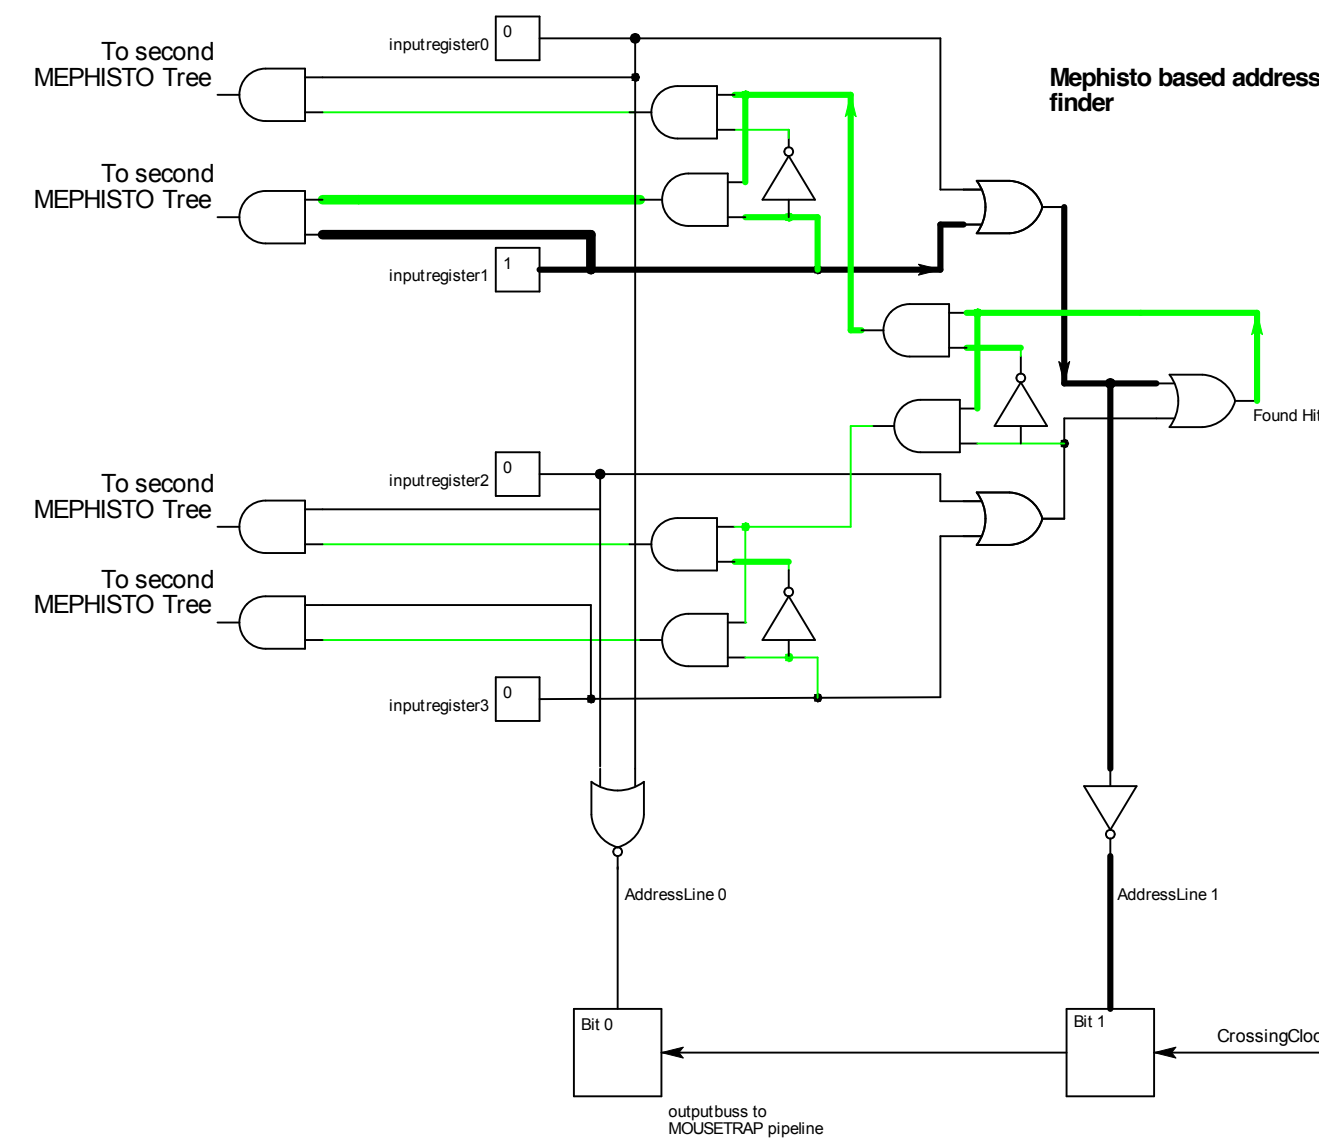 0
inputregister0
To second
MEPHISTO Tree
Mephisto based address
finder
To second
MEPHISTO Tree
1
inputregister1
Found Hit
0
inputregister2
To second
MEPHISTO Tree
To second
MEPHISTO Tree
0
inputregister3
AddressLine 0
AddressLine 1
Bit 0
Bit 1
CrossingCloc
outputbuss to
MOUSETRAP pipeline